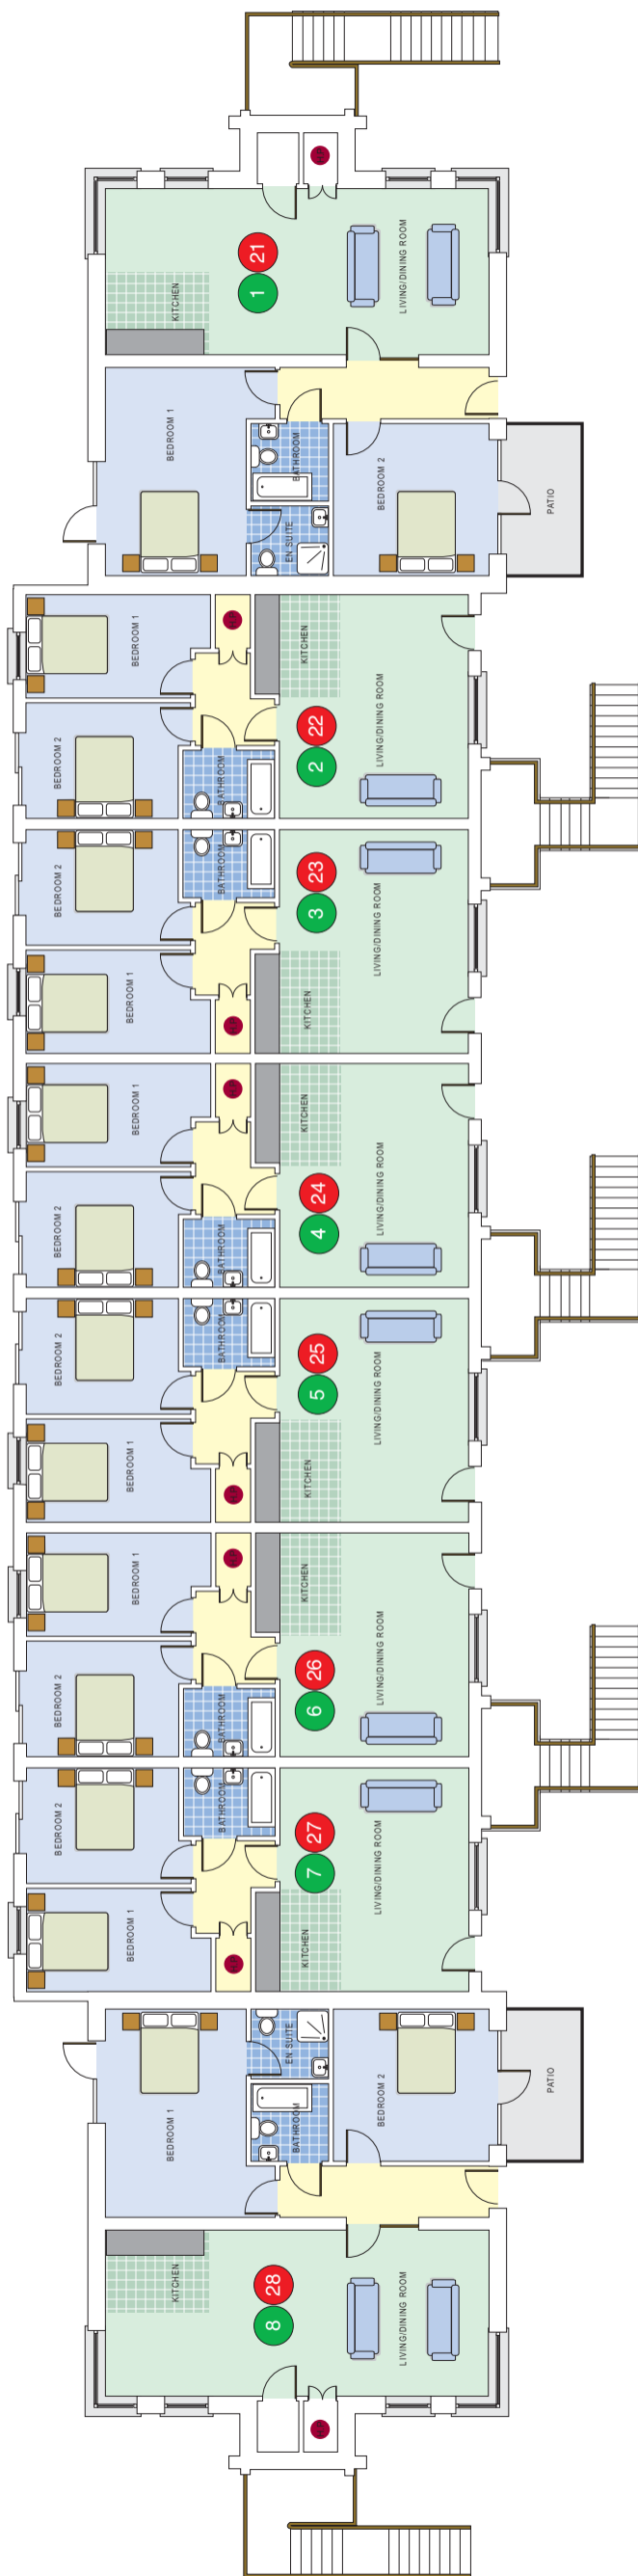 H.P.
21
1
KITCHEN
LIVING/DINING ROOM
BEDROOM 1
BATHROOM
EN SUITE
BEDROOM 2
PATIO
BEDROOM 1
H.P.
KITCHEN
BEDROOM 2
22
2
BATHROOM
LIVING/DINING ROOM
BEDROOM 2
BATHROOM
23
3
LIVING/DINING ROOM
BEDROOM 1
H.P.
KITCHEN
BEDROOM 1
H.P.
KITCHEN
BEDROOM 2
24
4
BATHROOM
LIVING/DINING ROOM
BEDROOM 2
BATHROOM
25
5
LIVING/DINING ROOM
BEDROOM 1
H.P.
KITCHEN
BEDROOM 1
H.P.
KITCHEN
BEDROOM 2
26
6
BATHROOM
LIVING/DINING ROOM
BEDROOM 2
BATHROOM
27
7
LIVING/DINING ROOM
BEDROOM 1
H.P.
KITCHEN
BEDROOM 1
EN SUITE
BATHROOM
BEDROOM 2
PATIO
KITCHEN
28
8
LIVING/DINING ROOM
H.P.